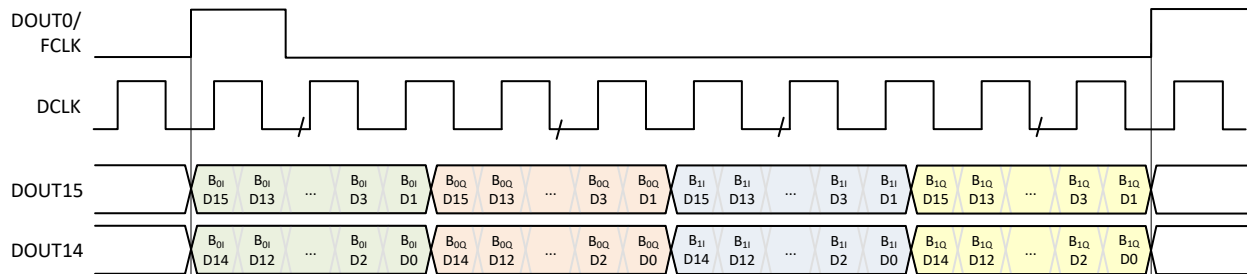 DOUT0/
FCLK
DCLK
DOUT15
B0I B0I B0I B0I B0Q B0Q B0Q B0Q B1I B1I B1I B1I B1Q B1Q B1Q B1Q
D15 D13 ... D3 D1 D15 D13 ... D3 D1 D15 D13 ... D3 D1 D15 D13 ... D3 D1
DOUT14
B0I B0I B0I B0I B0Q B0Q B0Q B0Q B1I B1I B1I B1I B1Q B1Q B1Q B1Q
D14 D12 ... D2 D0 D14 D12 ... D2 D0 D14 D12 ... D2 D0 D14 D12 ... D2 D0